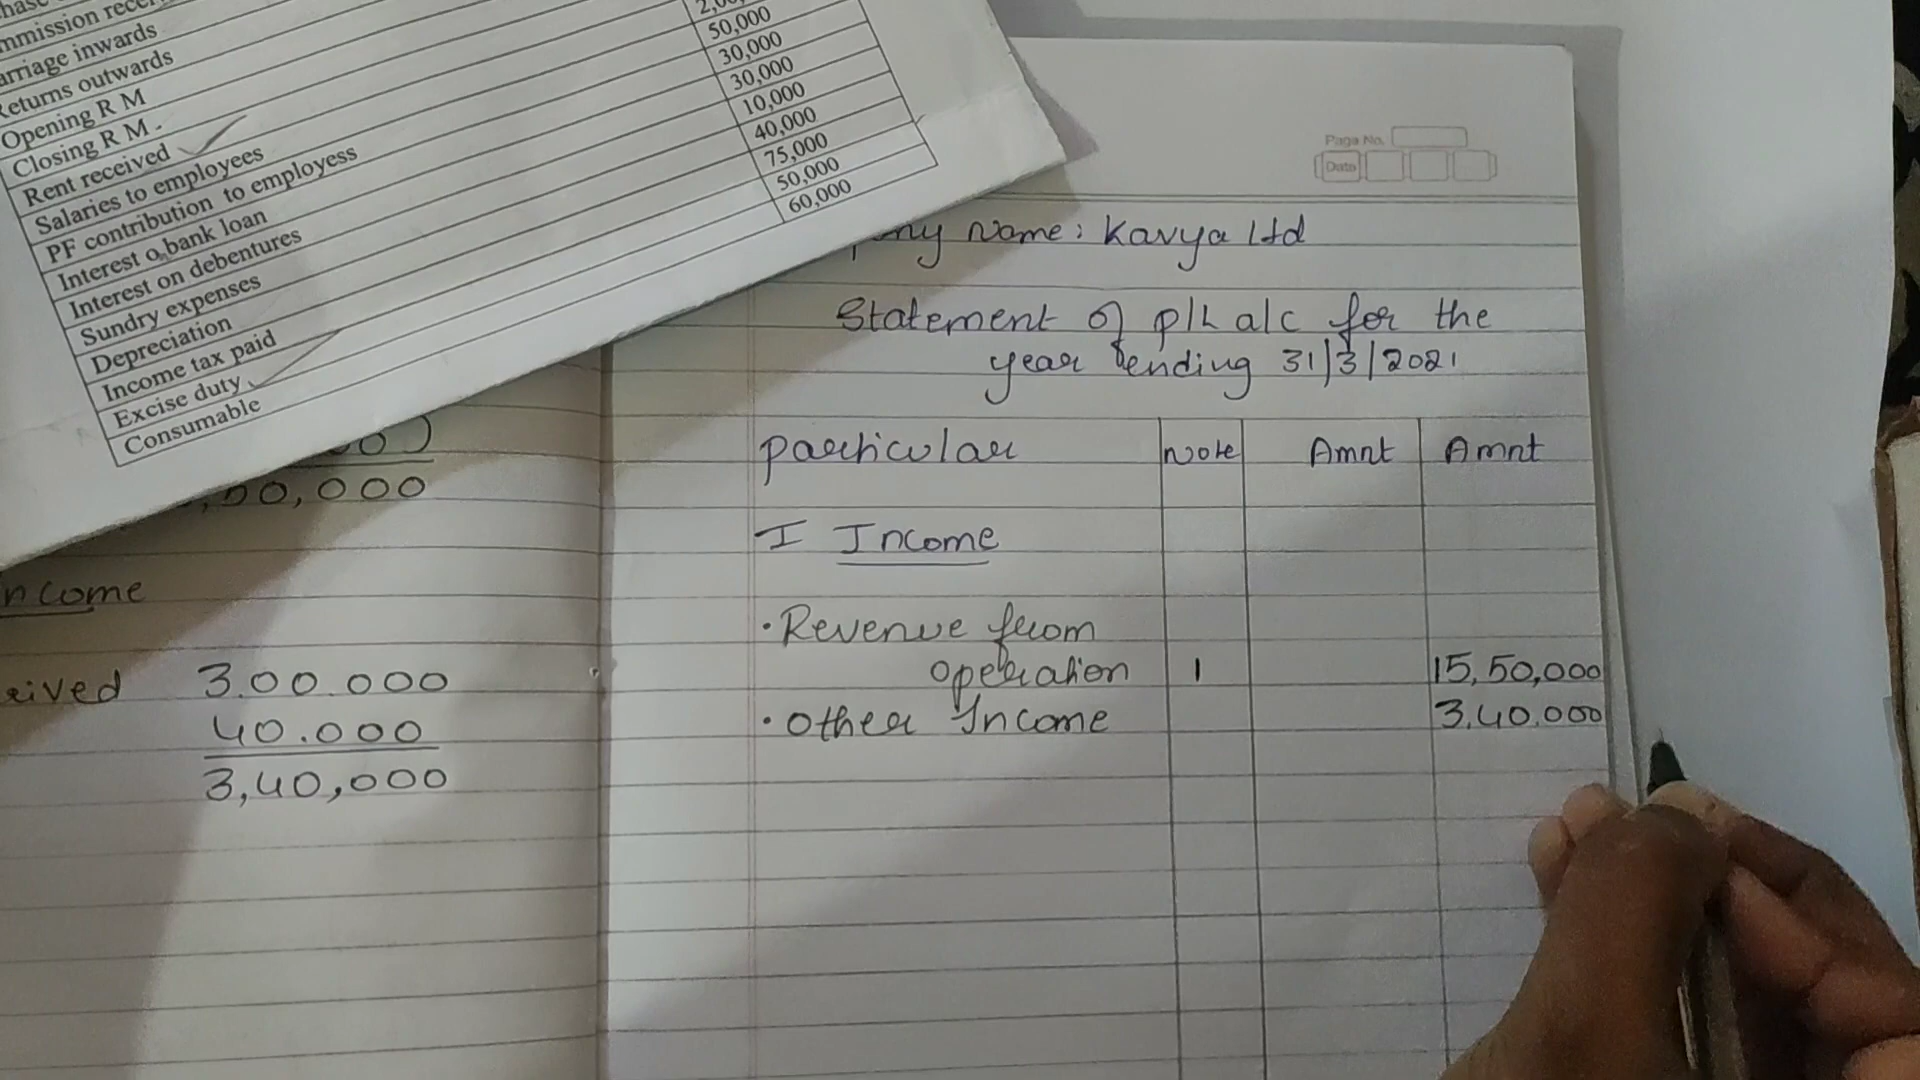 mmission
arriage inwards
Returns outwards
Opening R M
Closing R M.
Rent received
Salaries to employees
PF contribution to employess
Interest on bank loan
Interest on debentures
Sundry expenses
Depreciation
Income tax paid
Excise duty
Consumable
50,000
30,000
30,000
10,000
40,000
75,000
50,000
60,000
00)
50,000
ncome
eived 3.00.000
40.000
3,40,000
Page No.
Date
ny Name: Kavya Ltd
Statement of p/L a/c for the
year ending 31/3/2021
Particular Note Amnt Amnt
I Income
• Revenue from
operation 1 15,50,000
• Other Income 3.40.000